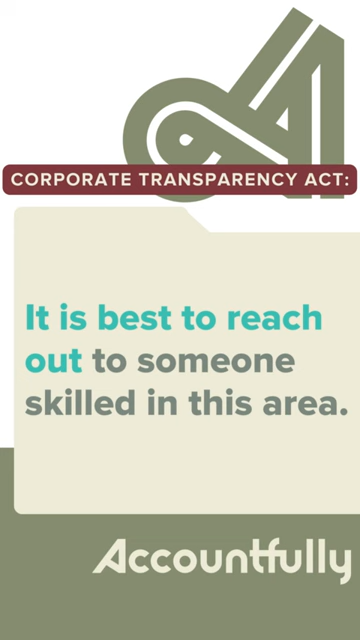 CORPORATE TRANSPARENCY ACT:
It is best to reach
out to someone
skilled in this area.
Accountfully